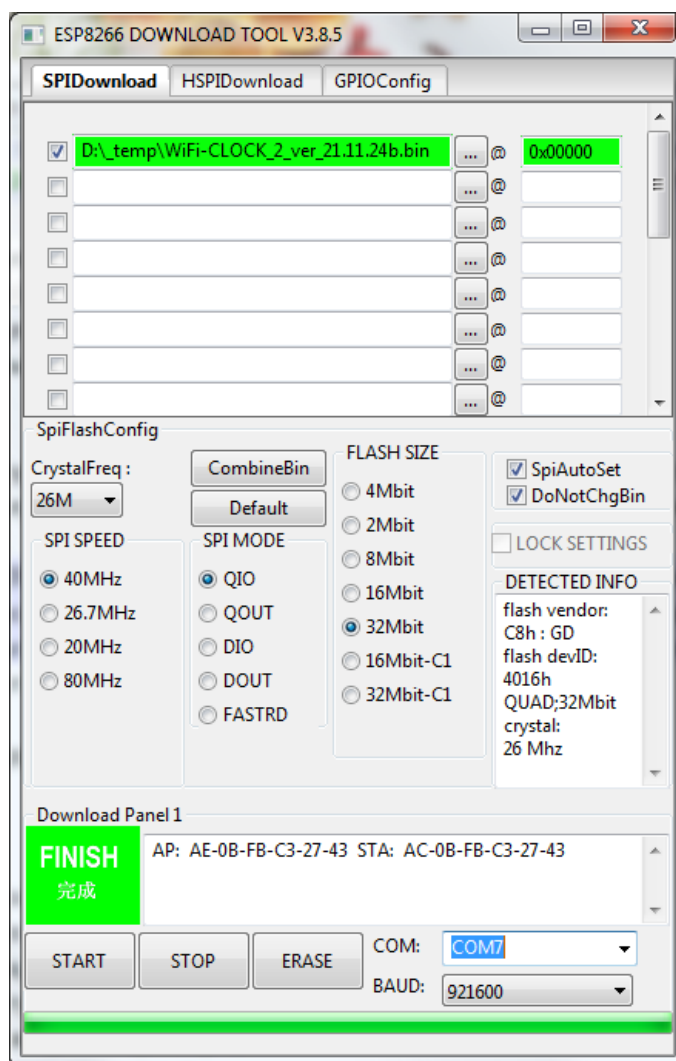 ESP8266 DOWNLOAD TOOL V3.8.5
SPIDownload HSPIDownload GPIOConfig
D:\_temp\WiFi-CLOCK_2_ver_21.11.24b.bin ... @ 0x00000
... @
... @
... @
... @
... @
... @
... @
SpiFlashConfig
CrystalFreq :
26M
CombineBin
Default
SPI SPEED
40MHz
26.7MHz
20MHz
80MHz
SPI MODE
QIO
QOUT
DIO
DOUT
FASTRD
FLASH SIZE
4Mbit
2Mbit
8Mbit
16Mbit
32Mbit
16Mbit-C1
32Mbit-C1
SpiAutoSet
DoNotChgBin
LOCK SETTINGS
DETECTED INFO
flash vendor:
C8h : GD
flash devID:
4016h
QUAD;32Mbit
crystal:
26 Mhz
Download Panel 1
FINISH
完成
AP: AE-0B-FB-C3-27-43 STA: AC-0B-FB-C3-27-43
START STOP ERASE
COM: COM7
BAUD: 921600